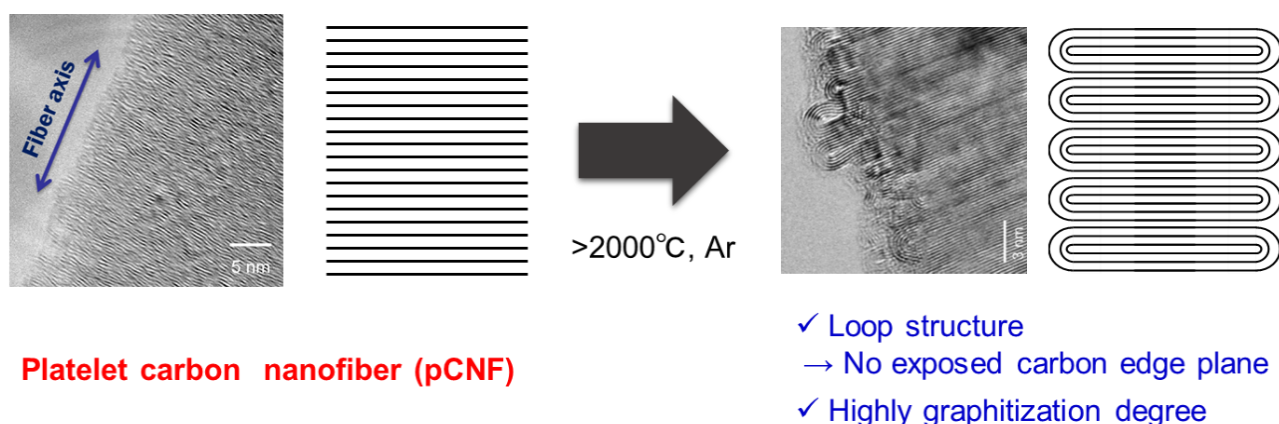 Fiber axis
5 nm
>2000℃, Ar
3 nm
Platelet carbon nanofiber (pCNF)
✓ Loop structure
→ No exposed carbon edge plane
✓ Highly graphitization degree